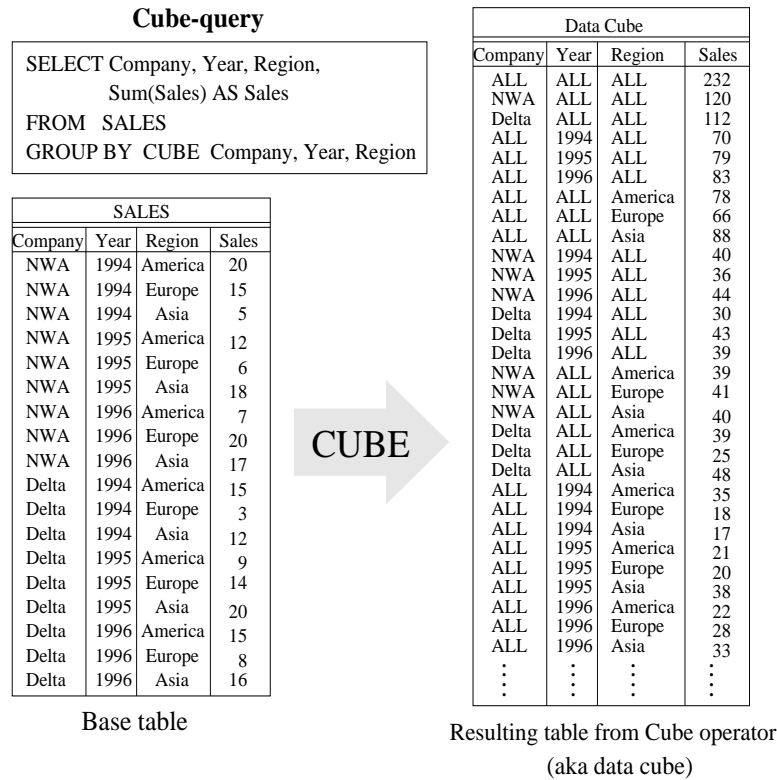 Cube-query
SELECT Company, Year, Region,
Sum(Sales) AS Sales
FROM SALES
GROUP BY CUBE Company, Year, Region
SALES
Company Year Region Sales
NWA 1994 America 20
NWA 1994 Europe 15
NWA 1994 Asia 5
NWA 1995 America 12
NWA 1995 Europe 6
NWA 1995 Asia 18
NWA 1996 America 7
NWA 1996 Europe 20
NWA 1996 Asia 17
Delta 1994 America 15
Delta 1994 Europe 3
Delta 1994 Asia 12
Delta 1995 America 9
Delta 1995 Europe 14
Delta 1995 Asia 20
Delta 1996 America 15
Delta 1996 Europe 8
Delta 1996 Asia 16
Base table
CUBE
Data Cube
Company Year Region Sales
ALL ALL ALL 232
NWA ALL ALL 120
Delta ALL ALL 112
ALL 1994 ALL 70
ALL 1995 ALL 79
ALL 1996 ALL 83
ALL ALL America 78
ALL ALL Europe 66
ALL ALL Asia 88
NWA 1994 ALL 40
NWA 1995 ALL 36
NWA 1996 ALL 44
Delta 1994 ALL 30
Delta 1995 ALL 43
Delta 1996 ALL 39
NWA ALL America 39
NWA ALL Europe 41
NWA ALL Asia 40
Delta ALL America 39
Delta ALL Europe 25
Delta ALL Asia 48
ALL 1994 America 35
ALL 1994 Europe 18
ALL 1994 Asia 17
ALL 1995 America 21
ALL 1995 Europe 20
ALL 1995 Asia 38
ALL 1996 America 22
ALL 1996 Europe 28
ALL 1996 Asia 33
Resulting table from Cube operator
(aka data cube)